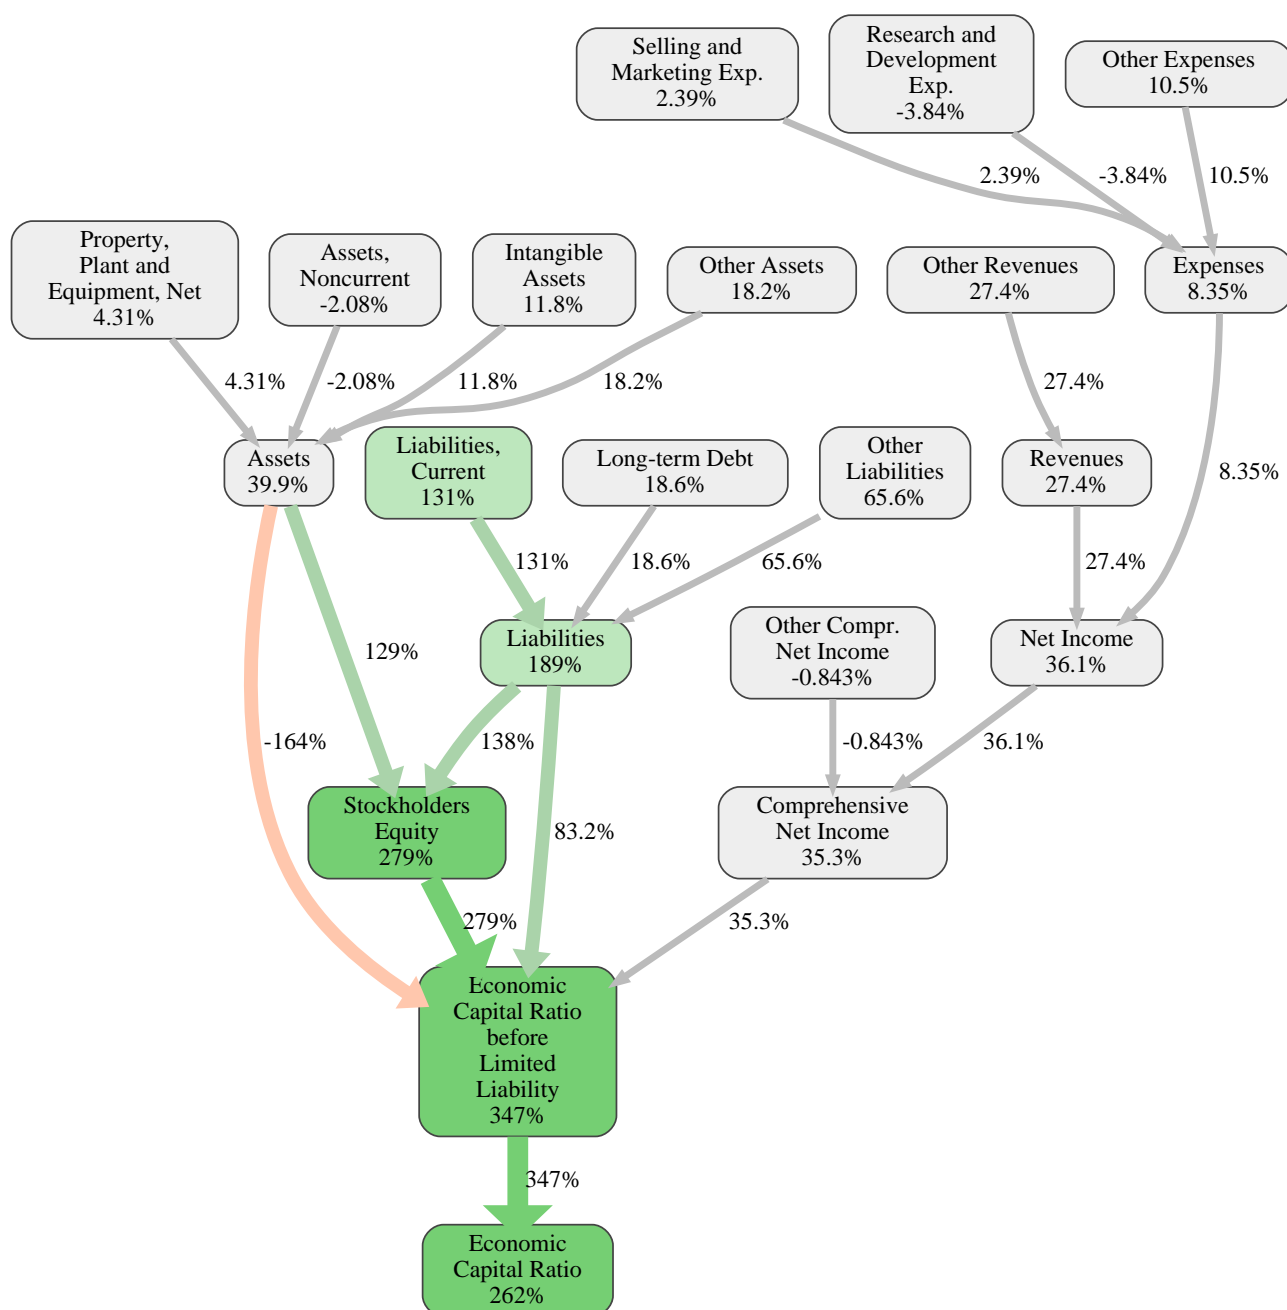 Selling and
Marketing Exp.
2.39%
Research and
Development
Exp.
-3.84%
Other Expenses
10.5%
2.39%
-3.84%
10.5%
Property,
Plant and
Equipment, Net
4.31%
Assets,
Noncurrent
-2.08%
Intangible
Assets
11.8%
Other Assets
18.2%
Other Revenues
27.4%
Expenses
8.35%
4.31%
-2.08%
11.8%
18.2%
27.4%
Assets
39.9%
Liabilities,
Current
131%
Long-term Debt
18.6%
Other
Liabilities
65.6%
Revenues
27.4%
8.35%
131%
18.6%
65.6%
27.4%
129%
Liabilities
189%
Other Compr.
Net Income
-0.843%
Net Income
36.1%
-164%
138%
-0.843%
36.1%
Stockholders
Equity
279%
83.2%
Comprehensive
Net Income
35.3%
279%
35.3%
Economic
Capital Ratio
before
Limited
Liability
347%
347%
Economic
Capital Ratio
262%